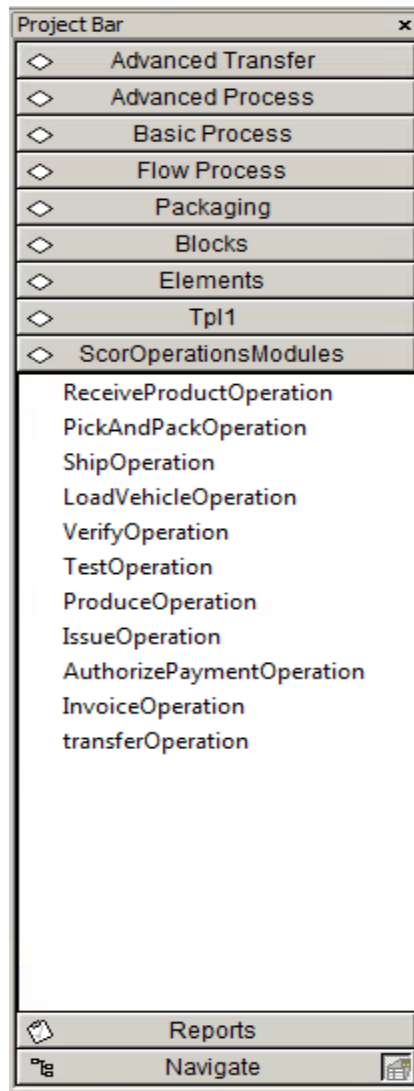 Project Bar
Advanced Transfer
Advanced Process
Basic Process
Flow Process
Packaging
Blocks
Elements
Tpl1
ScorOperationsModules
ReceiveProductOperation
PickAndPackOperation
ShipOperation
LoadVehicleOperation
VerifyOperation
TestOperation
ProduceOperation
IssueOperation
AuthorizePaymentOperation
InvoiceOperation
transferOperation
Reports
Navigate